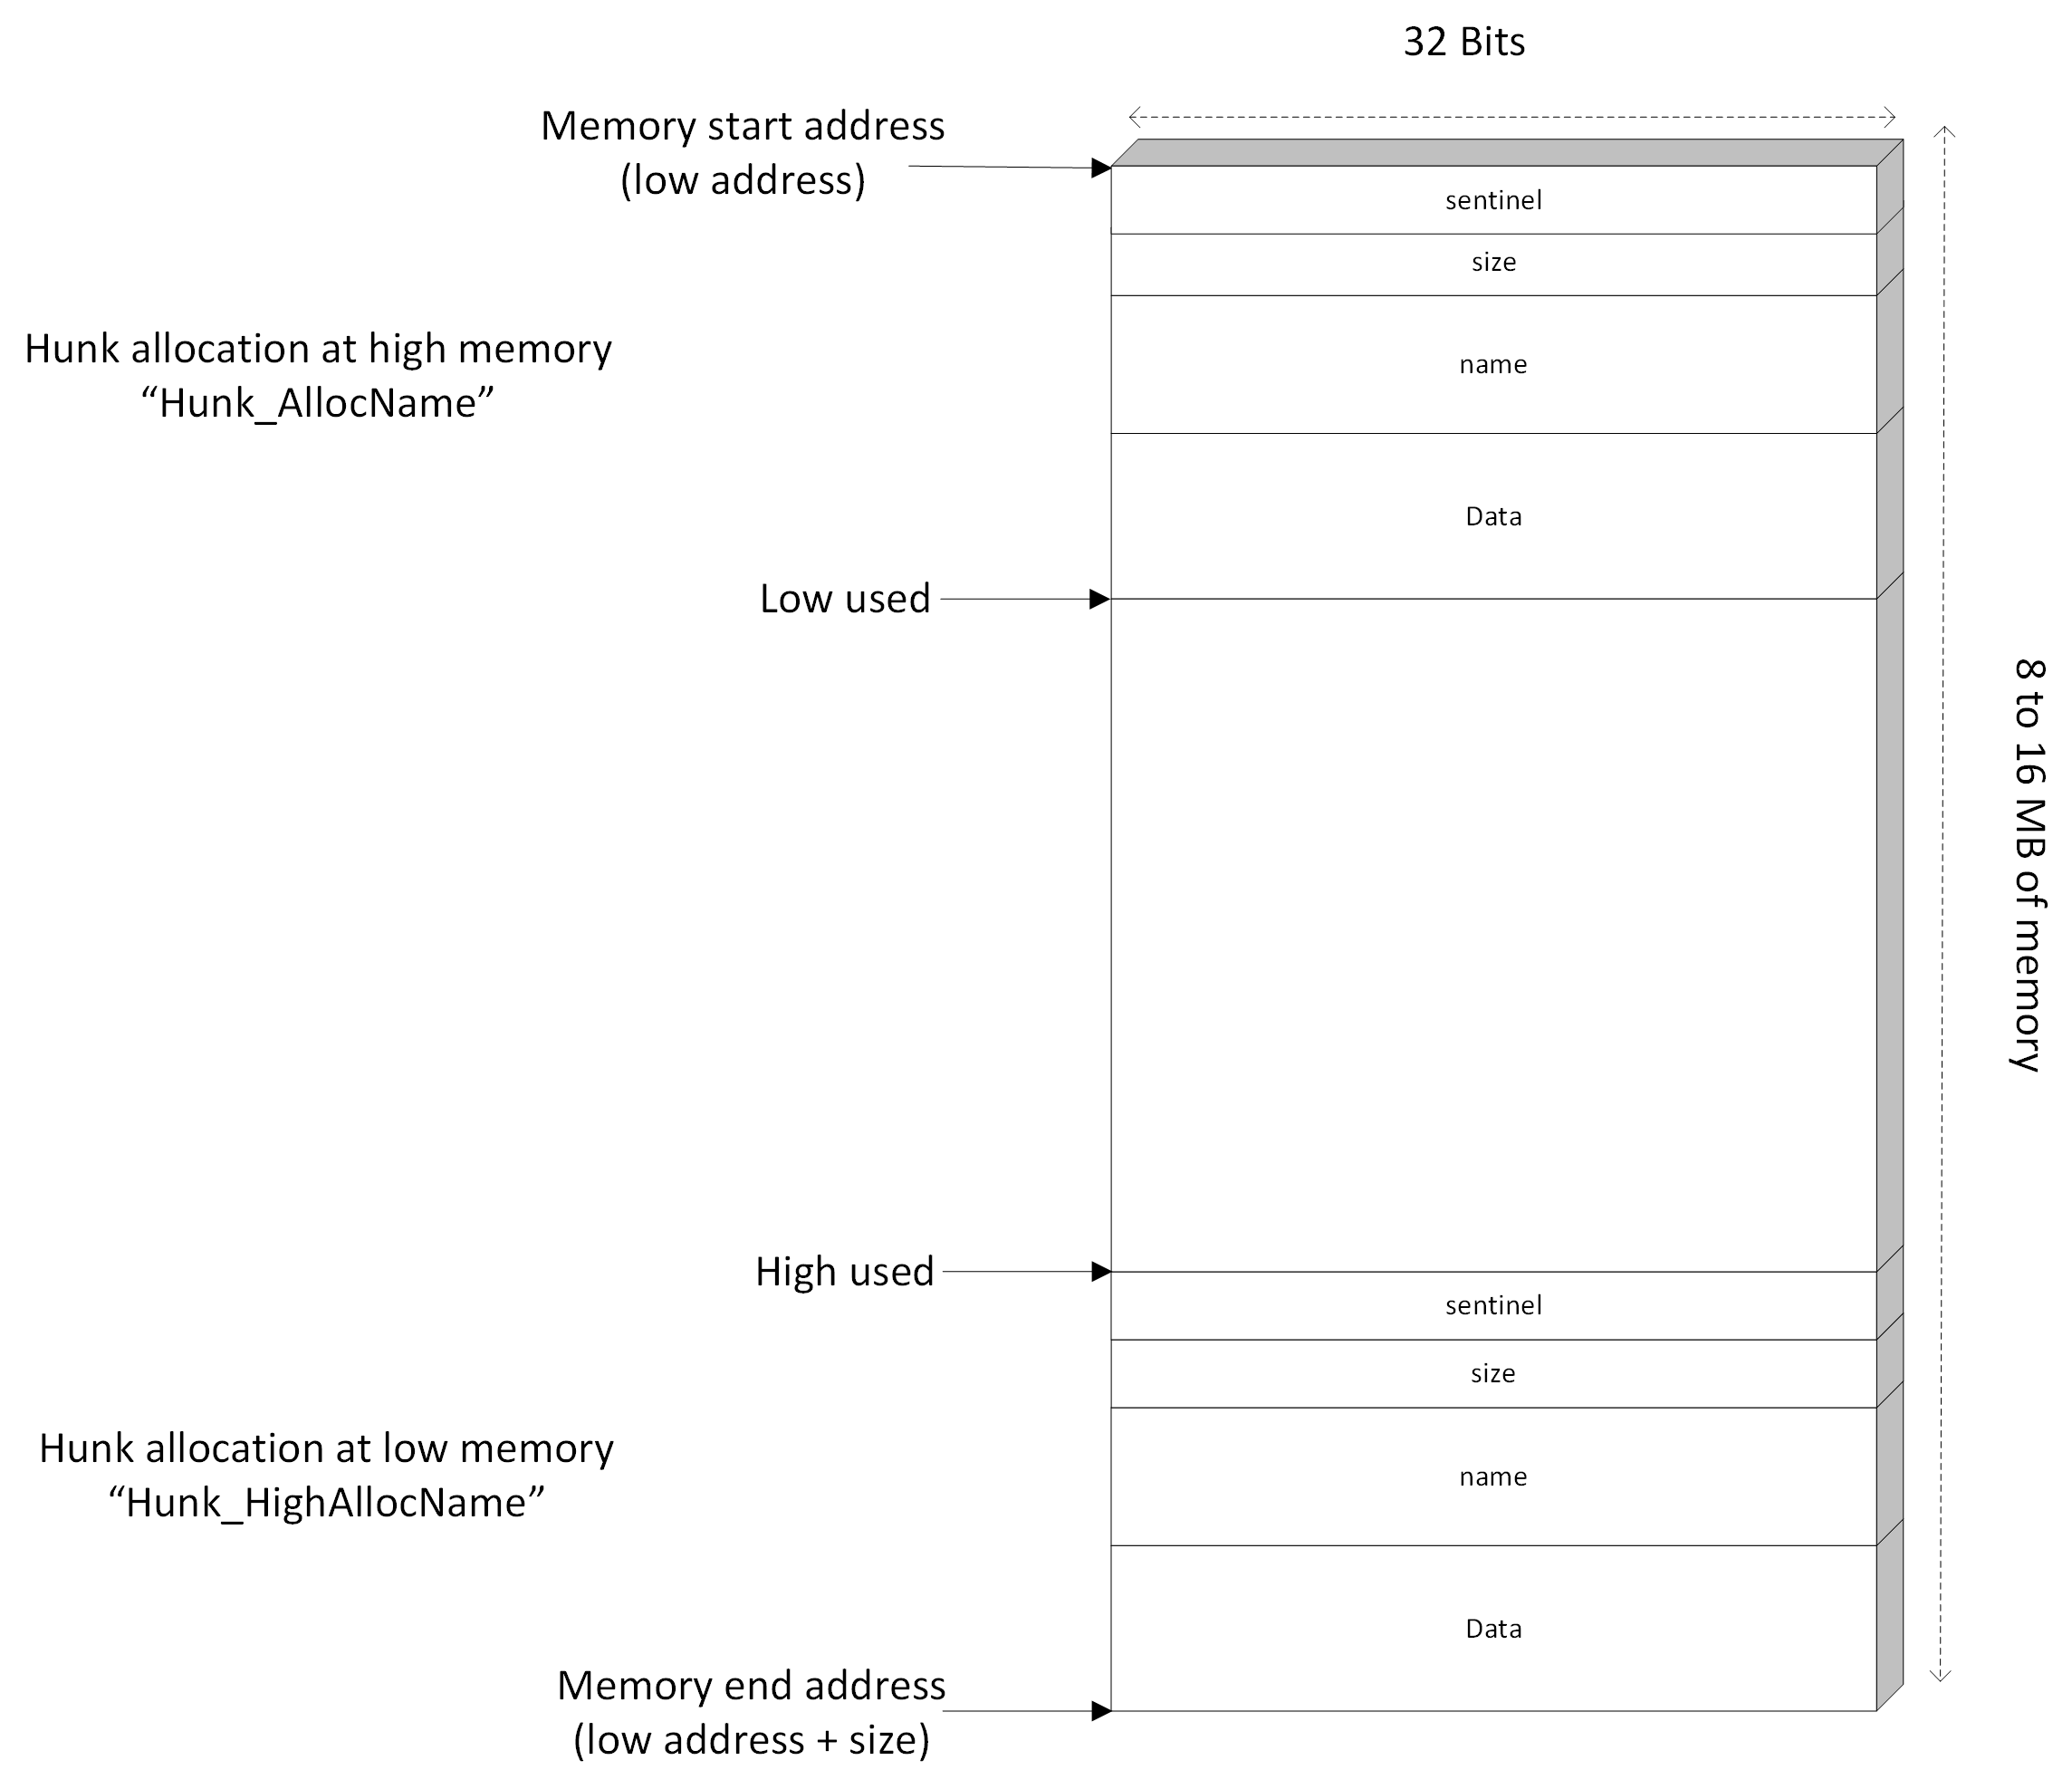 32 Bits
Memory start address
(low address)
sentinel
size
Hunk allocation at high memory
“Hunk_AllocName”
name
Data
Low used
8 to 16 MB of memory
High used
sentinel
size
Hunk allocation at low memory
“Hunk_HighAllocName”
name
Data
Memory end address
(low address + size)